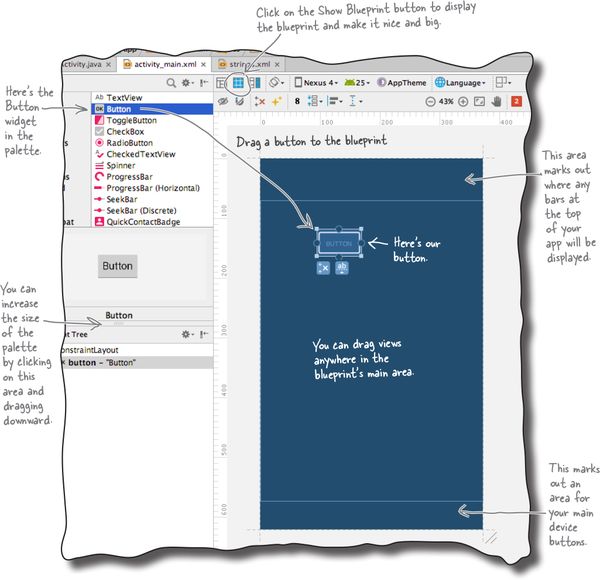 Click on the Show Blueprint button to display
the blueprint and make it nice and big.
activity.java
activity_main.xml
strin s.xml
Nexus 4
25
AppTheme
Language
8
43%
2
Here's the
Button
widget
in the
palette.
Ab TextView
OK Button
ToggleButton
CheckBox
RadioButton
CheckedTextView
Spinner
ProgressBar
ProgressBar (Horizontal)
SeekBar
SeekBar (Discrete)
QuickContactBadge
0 100 200 300 400
Drag a button to the blueprint
0
100
200
300
400
500
600
This area
marks out
where any
bars at
the top
of your
app will be
displayed.
BUTTON
Here's our
button.
ab
Button
Button
You can
increase
the size
of the
palette
by clicking
on this
area and
dragging
downward.
nt Tree
onstraintLayout
button - "Button"
You can drag views
anywhere in the
blueprint's main area.
This marks
out an
area for
your main
device
buttons.